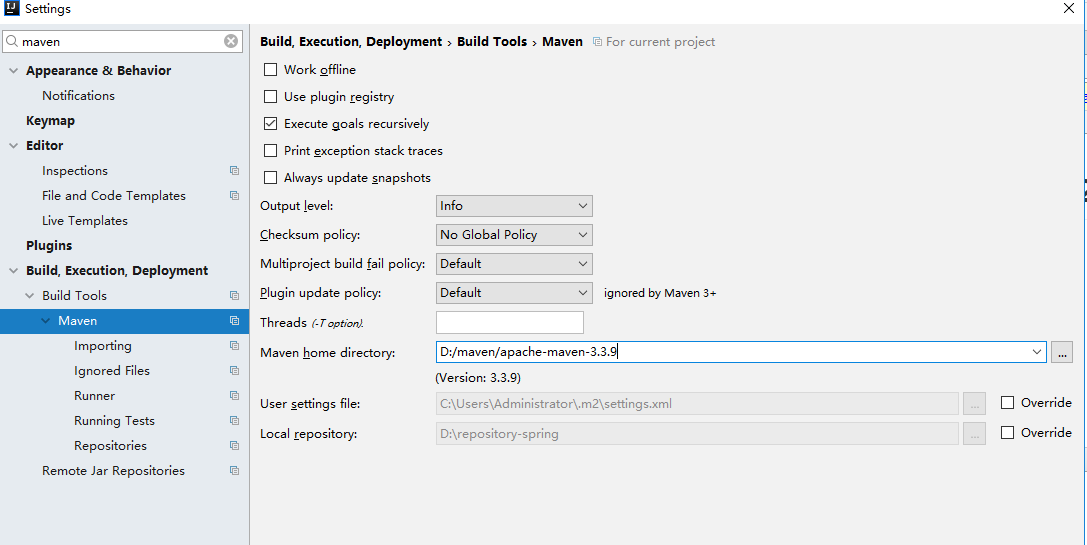 Settings
maven
Appearance & Behavior
Notifications
Keymap
Editor
Inspections
File and Code Templates
Live Templates
Plugins
Build, Execution, Deployment
Build Tools
Maven
Importing
Ignored Files
Runner
Running Tests
Repositories
Remote Jar Repositories
Build, Execution, Deployment › Build Tools › Maven For current project
Work offline
Use plugin registry
Execute goals recursively
Print exception stack traces
Always update snapshots
Output level: Info
Checksum policy: No Global Policy
Multiproject build fail policy: Default
Plugin update policy: Default ignored by Maven 3+
Threads (-T option).
Maven home directory: D:/maven/apache-maven-3.3.9 ...
(Version: 3.3.9)
User settings file: C:\Users\Administrator\.m2\settings.xml ... Override
Local repository: D:\repository-spring ... Override